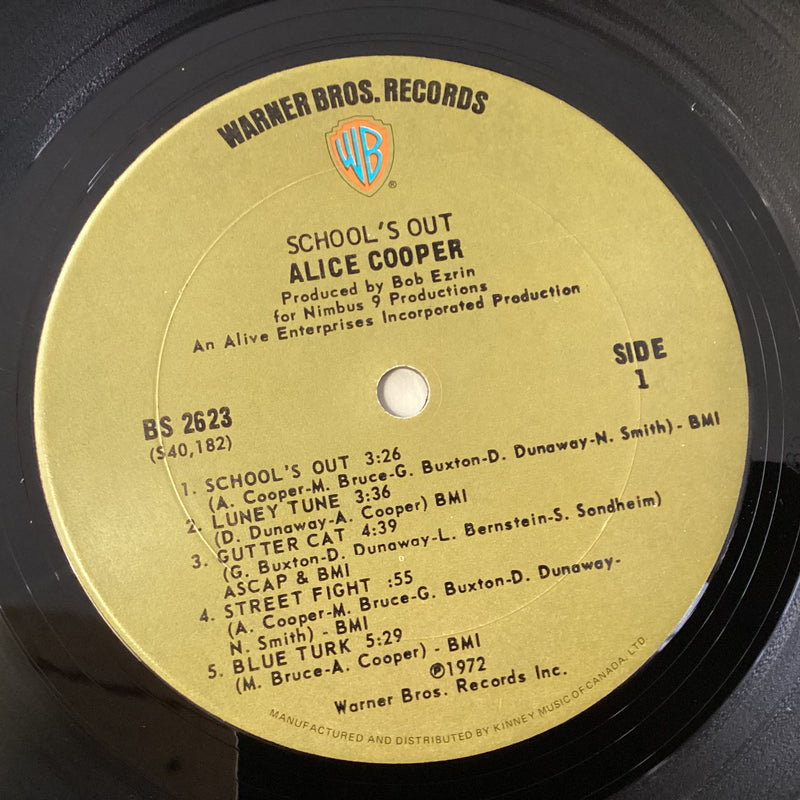 WARNER BROS. RECORDS
WB
®
SCHOOL'S OUT
ALICE COOPER
Produced by Bob Ezrin
for Nimbus 9 Productions
An Alive Enterprises Incorporated Production
SIDE
1
BS 2623
(S40,182)
1. SCHOOL'S OUT 3:26
(A. Cooper-M. Bruce-G. Buxton-D. Dunaway-N. Smith) - BMI
2. LUNEY TUNE 3:36
(D. Dunaway-A. Cooper) BMI
3. GUTTER CAT 4:39
(G. Buxton-D. Dunaway-L. Bernstein-S. Sondheim)
ASCAP & BMI
4. STREET FIGHT :55
(A. Cooper-M. Bruce-G. Buxton-D. Dunaway-
N. Smith) - BMI
5. BLUE TURK 5:29
(M. Bruce-A. Cooper) - BMI
℗1972
Warner Bros. Records Inc.
MANUFACTURED AND DISTRIBUTED BY KINNEY MUSIC OF CANADA, LTD.